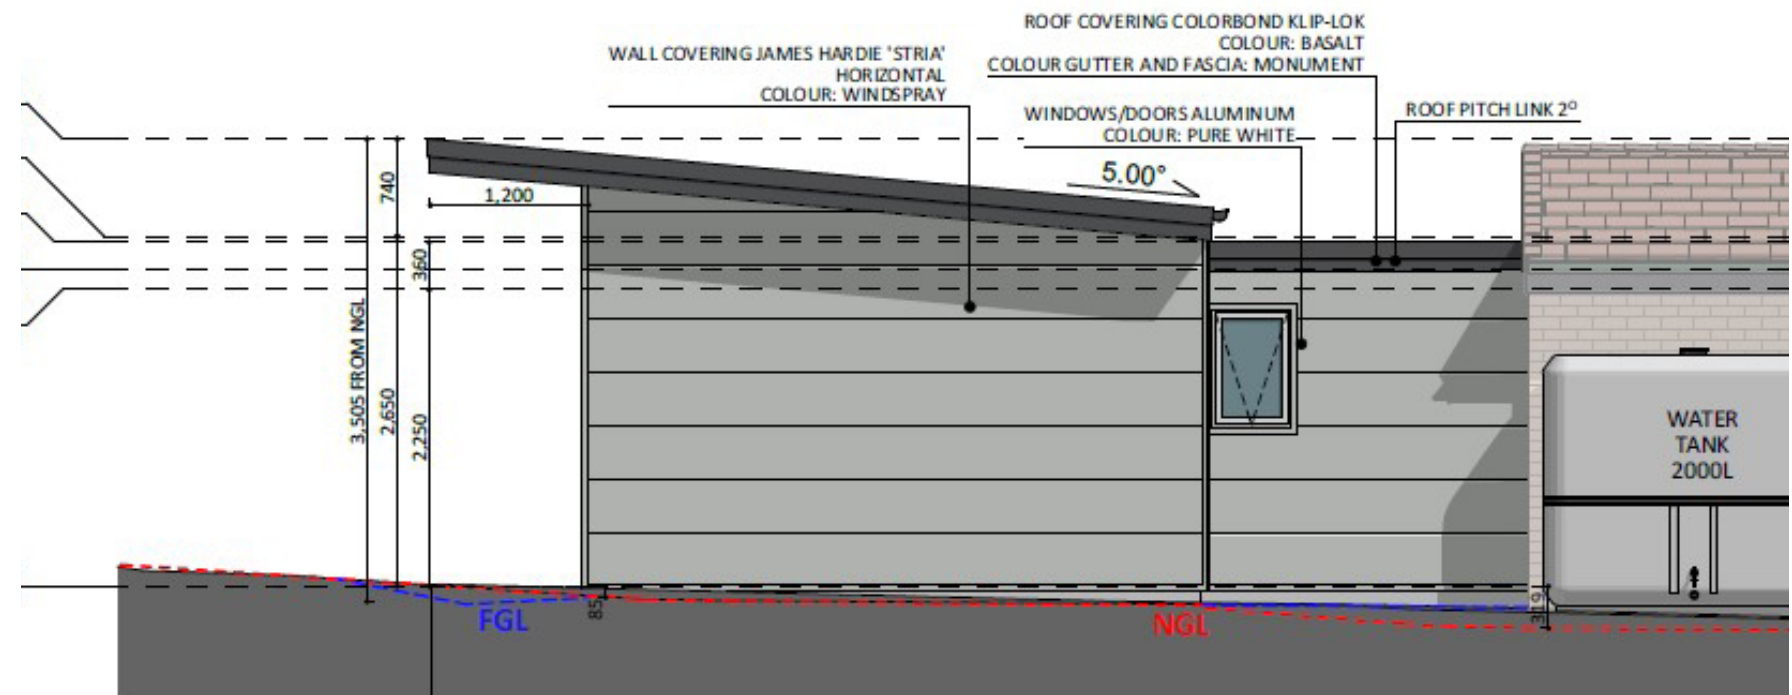 ROOF COVERING COLORBOND KLIP-LOK
COLOUR: BASALT
COLOUR GUTTER AND FASCIA: MONUMENT
WALL COVERING JAMES HARDIE 'STRIA'
HORIZONTAL
COLOUR: WINDSPRAY
WINDOWS/DOORS ALUMINUM
COLOUR: PURE WHITE
ROOF PITCH LINK 2⁰
5.00°
1,200
740
360
3,505 FROM NGL
2,650
2,250
WATER
TANK
2000L
85
FGL
NGL
319